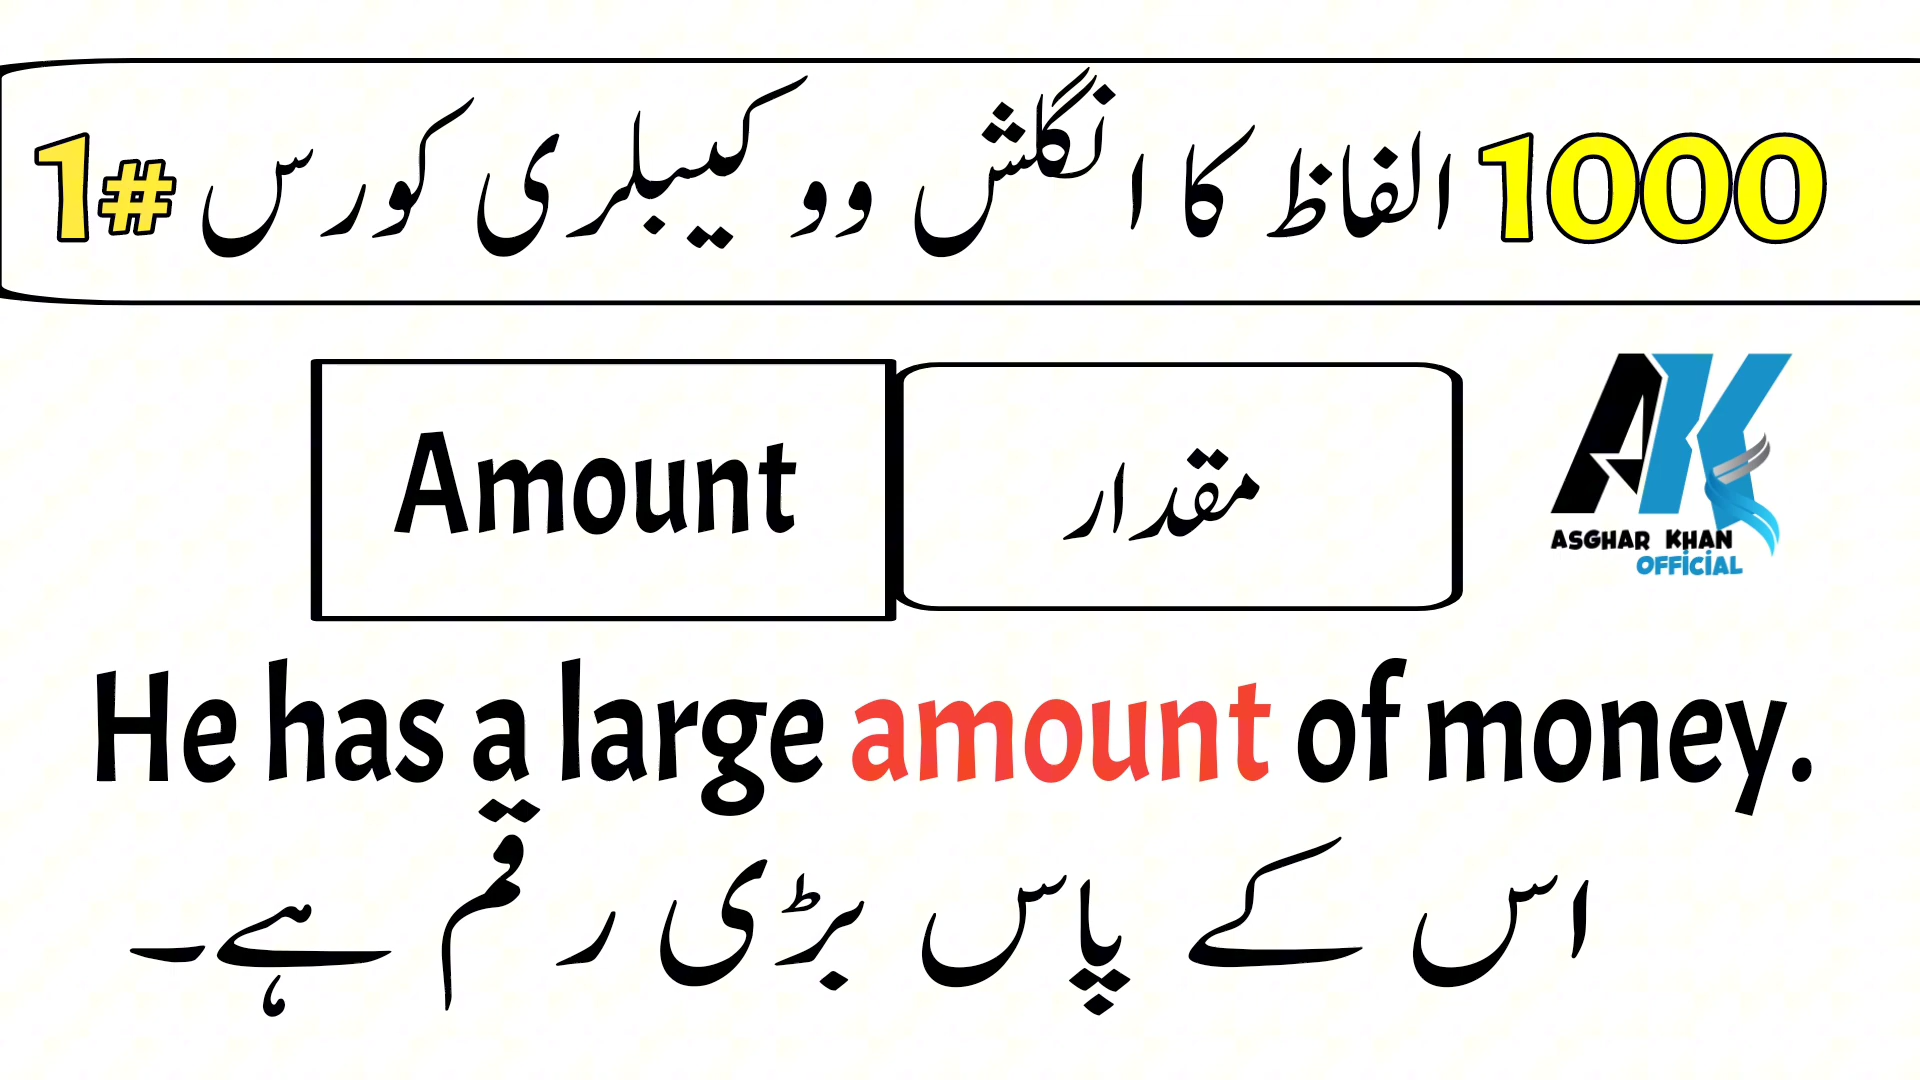 1000 الفاظ کا انگلش ووکیبلری کورس #1
Amount
مقدار
ASGHAR KHAN
OFFICIAL
He has a large amount of money.
اس کے پاس بڑی رقم ہے۔